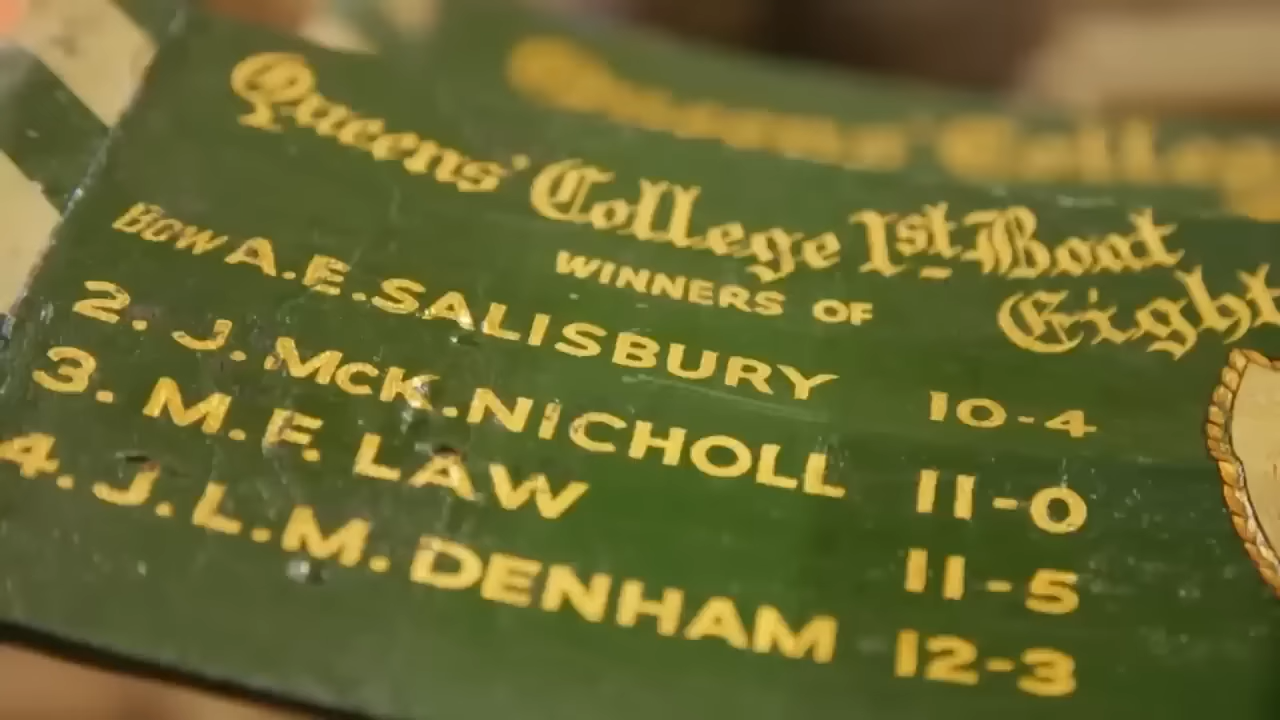 Queens' College 1st Boat
WINNERS OF Eight
Bow A.E. SALISBURY 10-4
2. J. McK. NICHOLL 11-0
3. M.F. LAW 11-5
4. J.L.M. DENHAM 12-3